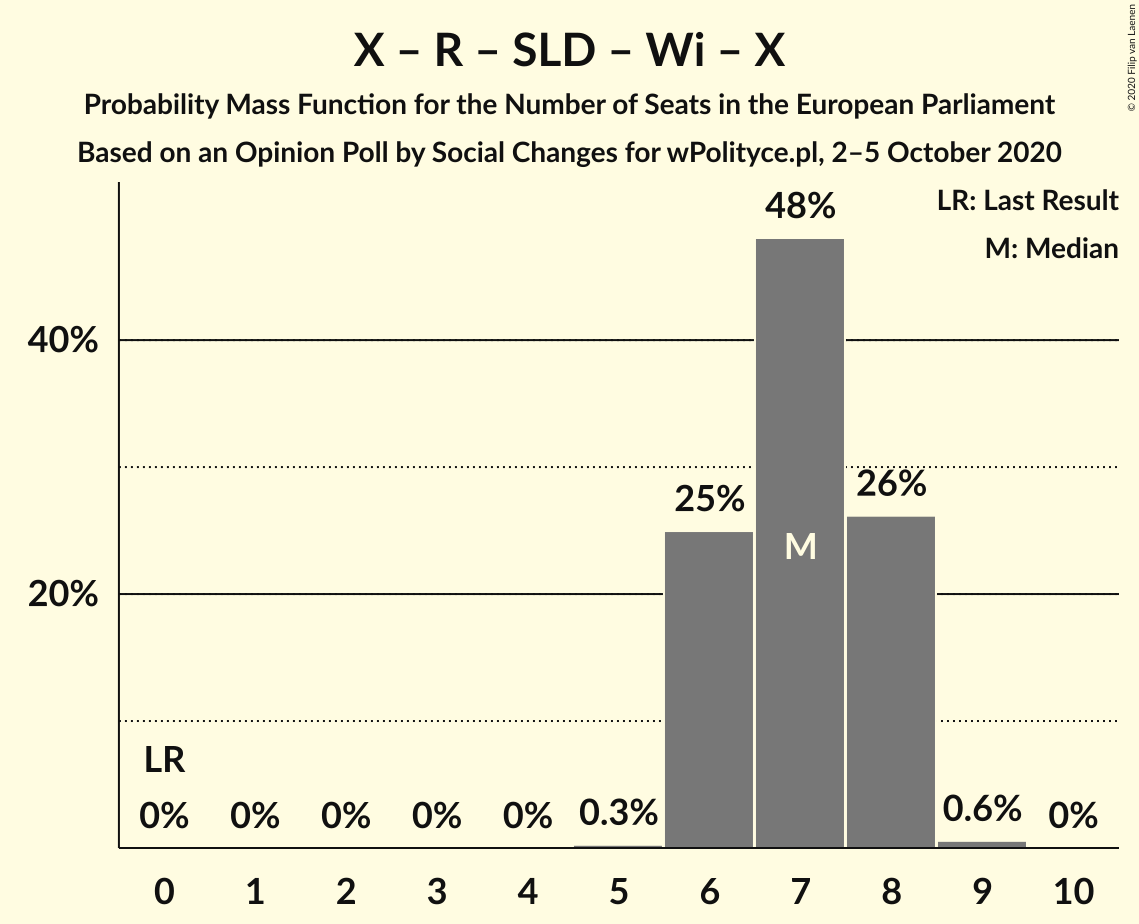 X – R – SLD – Wi – X
Probability Mass Function for the Number of Seats in the European Parliament
Based on an Opinion Poll by Social Changes for wPolityce.pl, 2–5 October 2020
© 2020 Filip van Laenen
LR: Last Result
M: Median
48%
40%
25%
26%
M
20%
LR
0% 0% 0% 0% 0% 0.3% 0.6% 0%
0 1 2 3 4 5 6 7 8 9 10